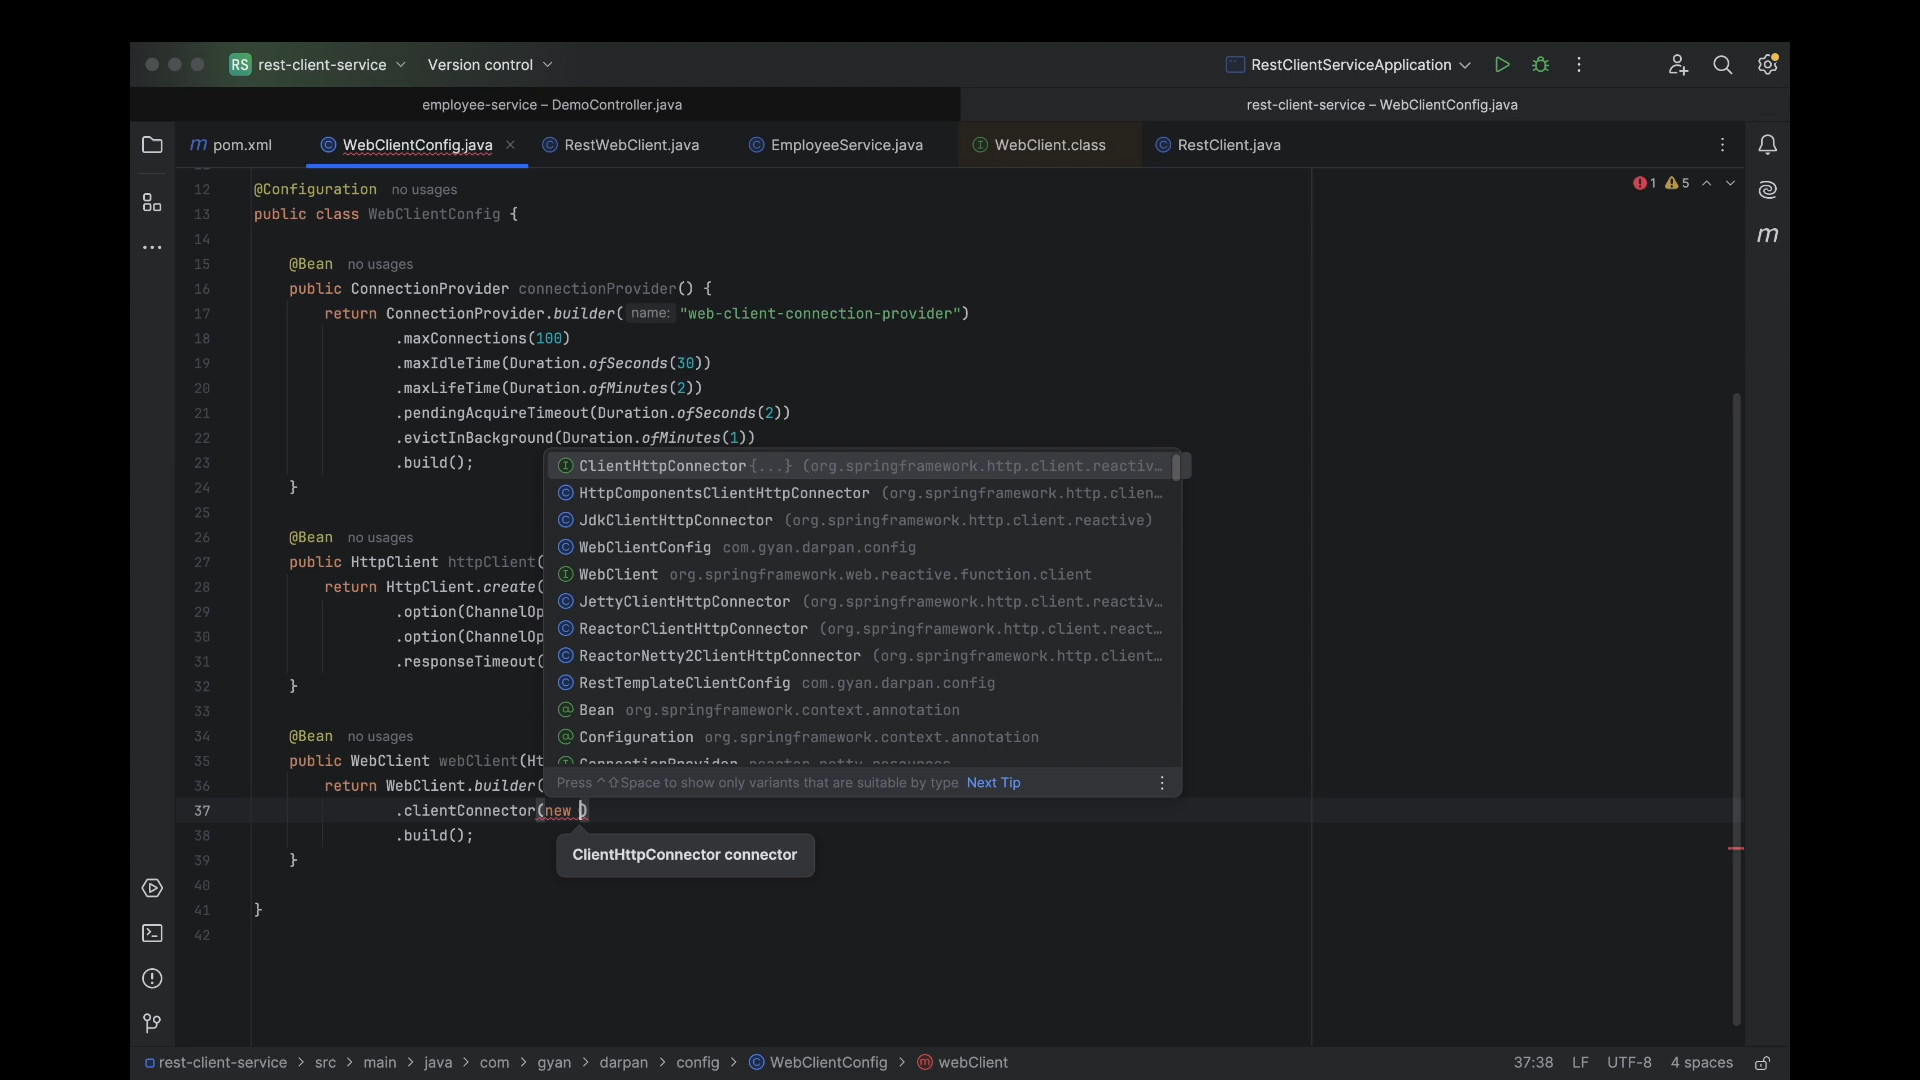 RS rest-client-service Version control RestClientServiceApplication
employee-service – DemoController.java rest-client-service – WebClientConfig.java
m pom.xml WebClientConfig.java RestWebClient.java EmployeeService.java WebClient.class RestClient.java
12 @Configuration no usages 1 5
13 public class WebClientConfig {
14
15 @Bean no usages
16 public ConnectionProvider connectionProvider() {
17 return ConnectionProvider.builder( name: "web-client-connection-provider")
18 .maxConnections(100)
19 .maxIdleTime(Duration.ofSeconds(30))
20 .maxLifeTime(Duration.ofMinutes(2))
21 .pendingAcquireTimeout(Duration.ofSeconds(2))
22 .evictInBackground(Duration.ofMinutes(1))
23 .build();
24 }
25
26 @Bean no usages
27 public HttpClient httpClient(
28 return HttpClient.create(
29 .option(ChannelOp
30 .option(ChannelOp
31 .responseTimeout(
32 }
33
34 @Bean no usages
35 public WebClient webClient(Ht
36 return WebClient.builder(
37 .clientConnector(new )
38 .build();
39 }
40
41 }
42
ClientHttpConnector{...} (org.springframework.http.client.reactiv…
HttpComponentsClientHttpConnector (org.springframework.http.clien…
JdkClientHttpConnector (org.springframework.http.client.reactive)
WebClientConfig com.gyan.darpan.config
WebClient org.springframework.web.reactive.function.client
JettyClientHttpConnector (org.springframework.http.client.reactiv…
ReactorClientHttpConnector (org.springframework.http.client.react…
ReactorNetty2ClientHttpConnector (org.springframework.http.client…
RestTemplateClientConfig com.gyan.darpan.config
Bean org.springframework.context.annotation
Configuration org.springframework.context.annotation
ConnectionProvider reactor.netty.resources
Press ^⇧Space to show only variants that are suitable by type Next Tip
ClientHttpConnector connector
rest-client-service > src > main > java > com > gyan > darpan > config > WebClientConfig > webClient 37:38 LF UTF-8 4 spaces